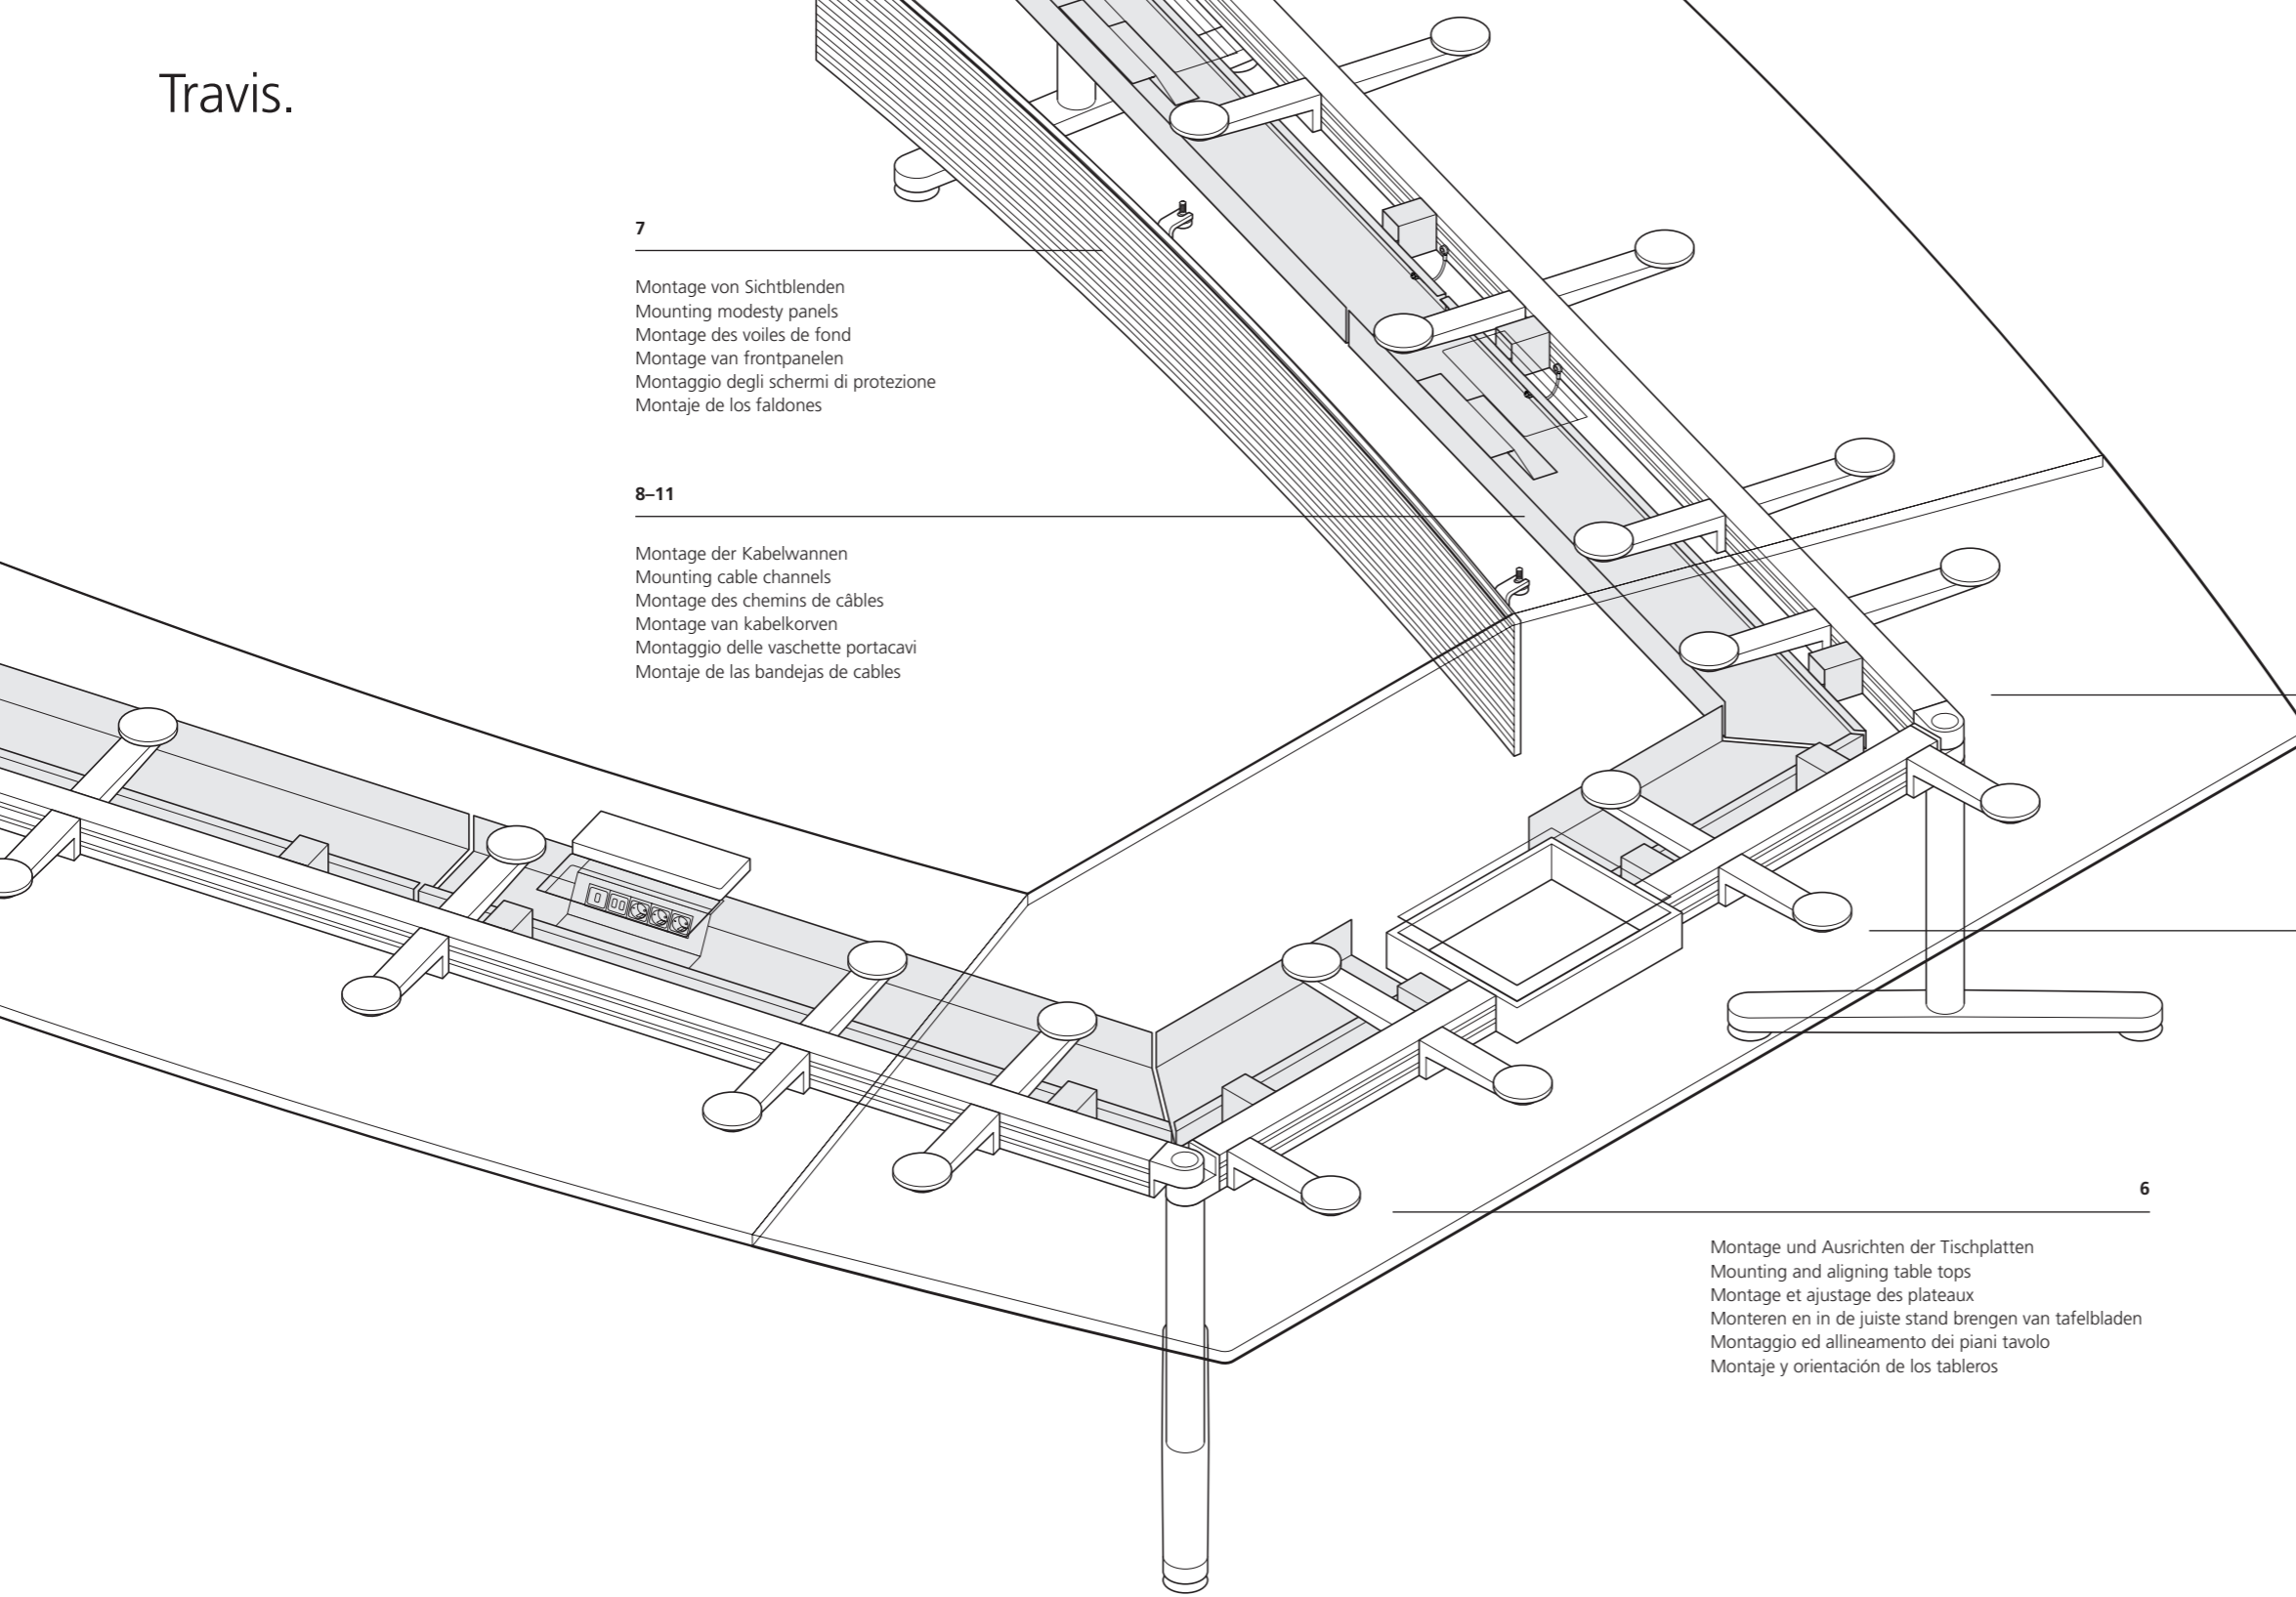 Travis.
7
Montage von Sichtblenden
Mounting modesty panels
Montage des voiles de fond
Montage van frontpanelen
Montaggio degli schermi di protezione
Montaje de los faldones
8–11
Montage der Kabelwannen
Mounting cable channels
Montage des chemins de câbles
Montage van kabelkorven
Montaggio delle vaschette portacavi
Montaje de las bandejas de cables
6
Montage und Ausrichten der Tischplatten
Mounting and aligning table tops
Montage et ajustage des plateaux
Monteren en in de juiste stand brengen van tafelbladen
Montaggio ed allineamento dei piani tavolo
Montaje y orientación de los tableros